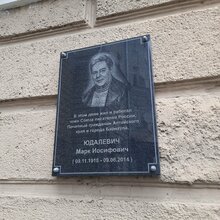 В этом доме жил и работал
член Союза писателей России,
Почетный гражданин Алтайского
края и города Барнаула
ЮДАЛЕВИЧ
Марк Иосифович
( 03.11.1918 - 09.06.2014 )